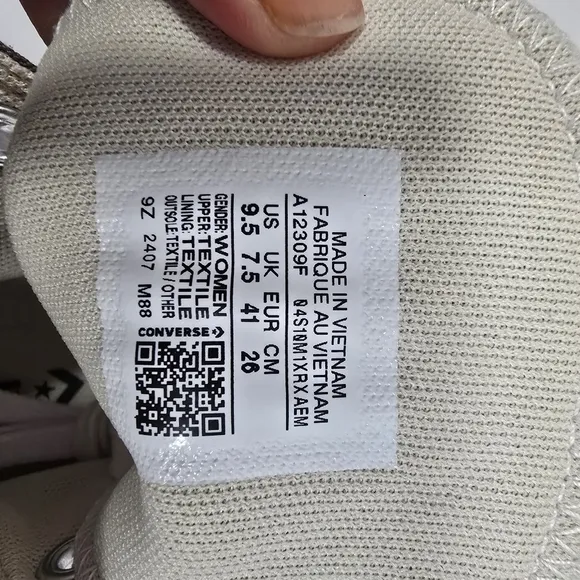 MADE IN VIETNAM
FABRIQUE AU VIETNAM
A12309F 04S10M1XRXAEM
US UK EUR CM
9.5 7.5 41 26
GENDER: WOMEN
UPPER: TEXTILE
LINING: TEXTILE
OUTSOLE: TEXTILE/OTHER
9Z 2407 M88
CONVERSE